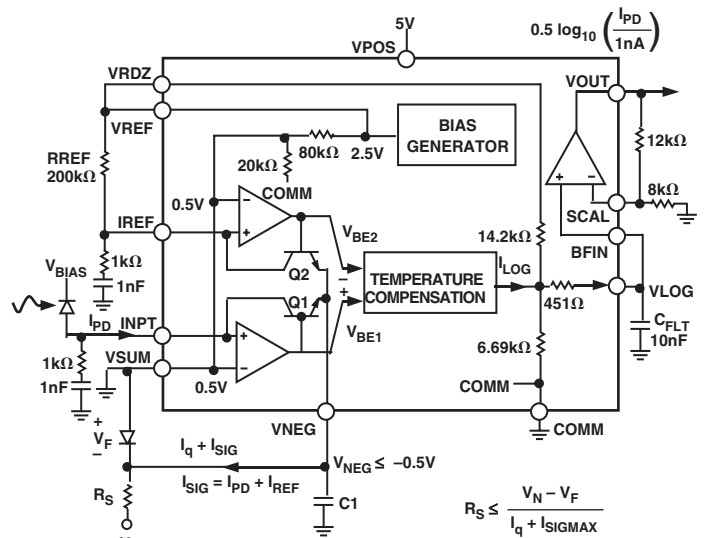 5V
0.5 log10 (IPD / 1nA)
VPOS
VRDZ
VOUT
VREF
BIAS GENERATOR
80kΩ
2.5V
12kΩ
RREF
200kΩ
20kΩ
COMM
0.5V
8kΩ
SCAL
IREF
VBE2
14.2kΩ
BFIN
1kΩ
1nF
Q2
VBIAS
TEMPERATURE
COMPENSATION
ILOG
451Ω
VLOG
IPD
INPT
Q1
VBE1
CFLT
10nF
1kΩ
1nF
VSUM
0.5V
6.69kΩ
COMM
VNEG
COMM
+
VF
–
Iq + ISIG
VNEG ≤ –0.5V
ISIG = IPD + IREF
RS
C1
RS ≤ (VN – VF) / (Iq + ISIGMAX)